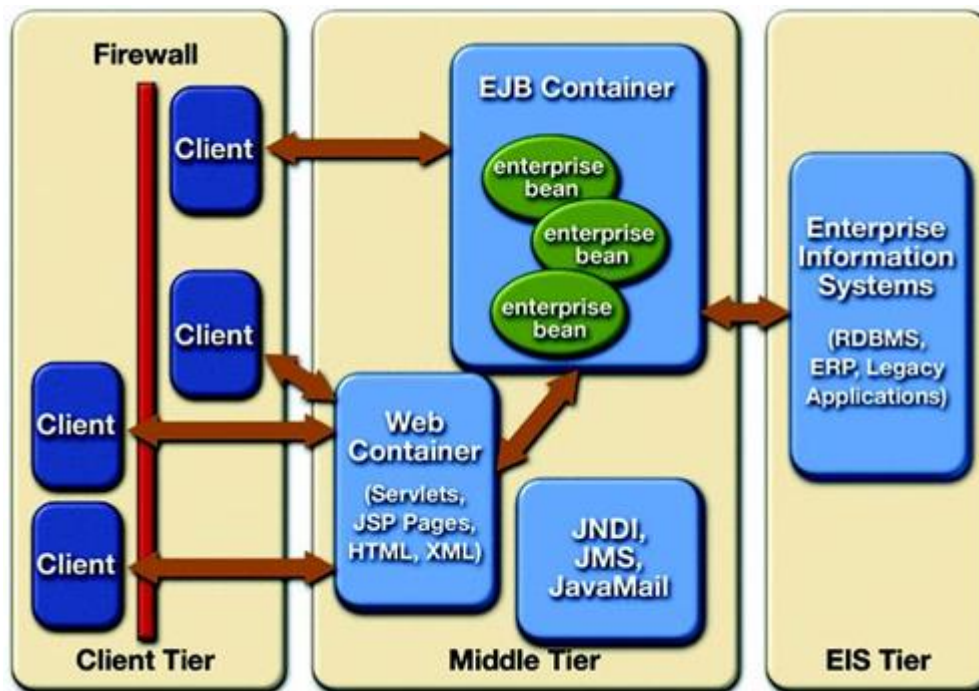 Firewall
Client
Client
Client
Client
Client Tier
EJB Container
enterprise
bean
enterprise
bean
enterprise
bean
Web
Container
(Servlets,
JSP Pages,
HTML, XML)
JNDI,
JMS,
JavaMail
Middle Tier
Enterprise
Information
Systems
(RDBMS,
ERP, Legacy
Applications)
EIS Tier